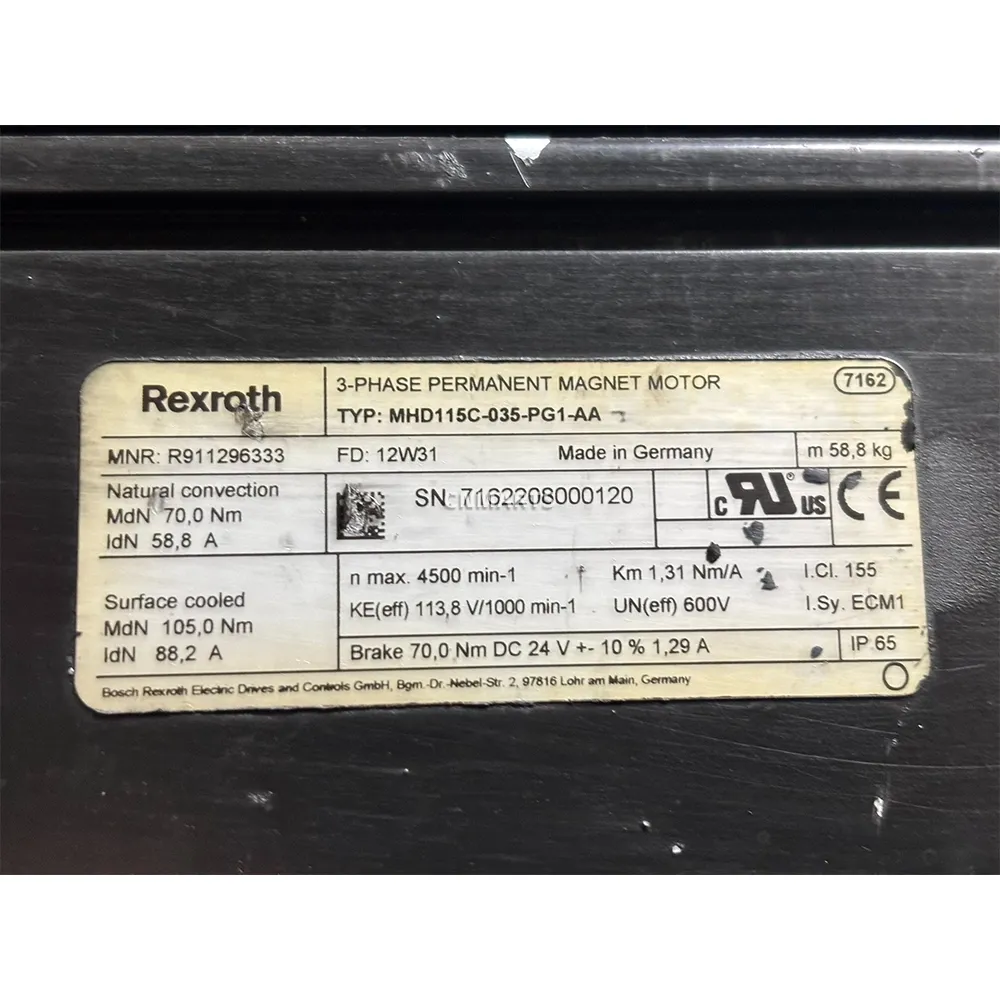 Rexroth
3-PHASE PERMANENT MAGNET MOTOR
7162
TYP: MHD115C-035-PG1-AA
MNR: R911296333
FD: 12W31
Made in Germany
m 58,8 kg
Natural convection
MdN 70,0 Nm
IdN 58,8 A
SN 7162208000120
c RU ® US
CE
Surface cooled
MdN 105,0 Nm
IdN 88,2 A
n max. 4500 min-1
Km 1,31 Nm/A
I.Cl. 155
KE(eff) 113,8 V/1000 min-1
UN(eff) 600V
I.Sy. ECM1
Brake 70,0 Nm DC 24 V +- 10 % 1,29 A
IP 65
Bosch Rexroth Electric Drives and Controls GmbH, Bgm.-Dr.-Nebel-Str. 2, 97816 Lohr am Main, Germany